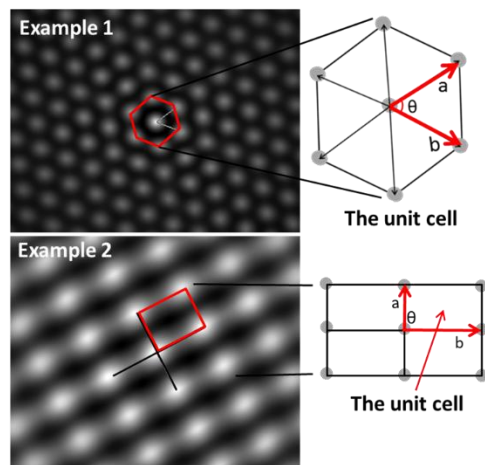 Example 1
a
θ
b
The unit cell
Example 2
a
θ
b
The unit cell